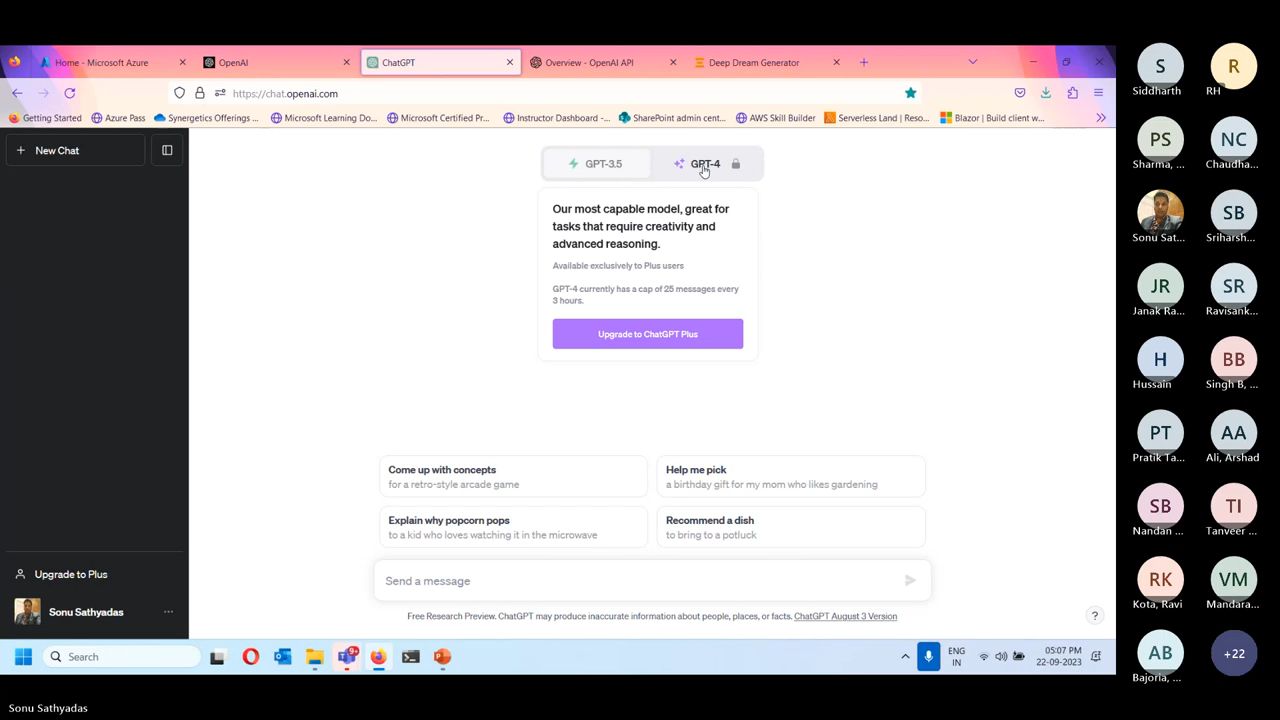 Home - Microsoft Azure
OpenAI
ChatGPT
Overview - OpenAI API
Deep Dream Generator
https://chat.openai.com
Getting Started
Azure Pass
Synergetics Offerings ...
Microsoft Learning Do...
Microsoft Certified Pr...
Instructor Dashboard -...
SharePoint admin cent...
AWS Skill Builder
Serverless Land | Reso...
Blazor | Build client w...
New Chat
GPT-3.5
GPT-4
Our most capable model, great for
tasks that require creativity and
advanced reasoning.
Available exclusively to Plus users
GPT-4 currently has a cap of 25 messages every
3 hours.
Upgrade to ChatGPT Plus
Come up with concepts
for a retro-style arcade game
Help me pick
a birthday gift for my mom who likes gardening
Explain why popcorn pops
to a kid who loves watching it in the microwave
Recommend a dish
to bring to a potluck
Send a message
Free Research Preview. ChatGPT may produce inaccurate information about people, places, or facts. ChatGPT August 3 Version
?
Upgrade to Plus
Sonu Sathyadas
Search
9+
ENG
IN
05:07 PM
22-09-2023
Sonu Sathyadas
S
Siddharth
R
RH
PS
Sharma, ...
NC
Chaudha...
Sonu Sat...
SB
Sriharsh...
JR
Janak Ra...
SR
Ravisank...
H
Hussain
BB
Singh B, ...
PT
Pratik Ta...
AA
Ali, Arshad
SB
Nandan ...
TI
Tanveer ...
RK
Kota, Ravi
VM
Mandara...
AB
Bajoria, ...
+22